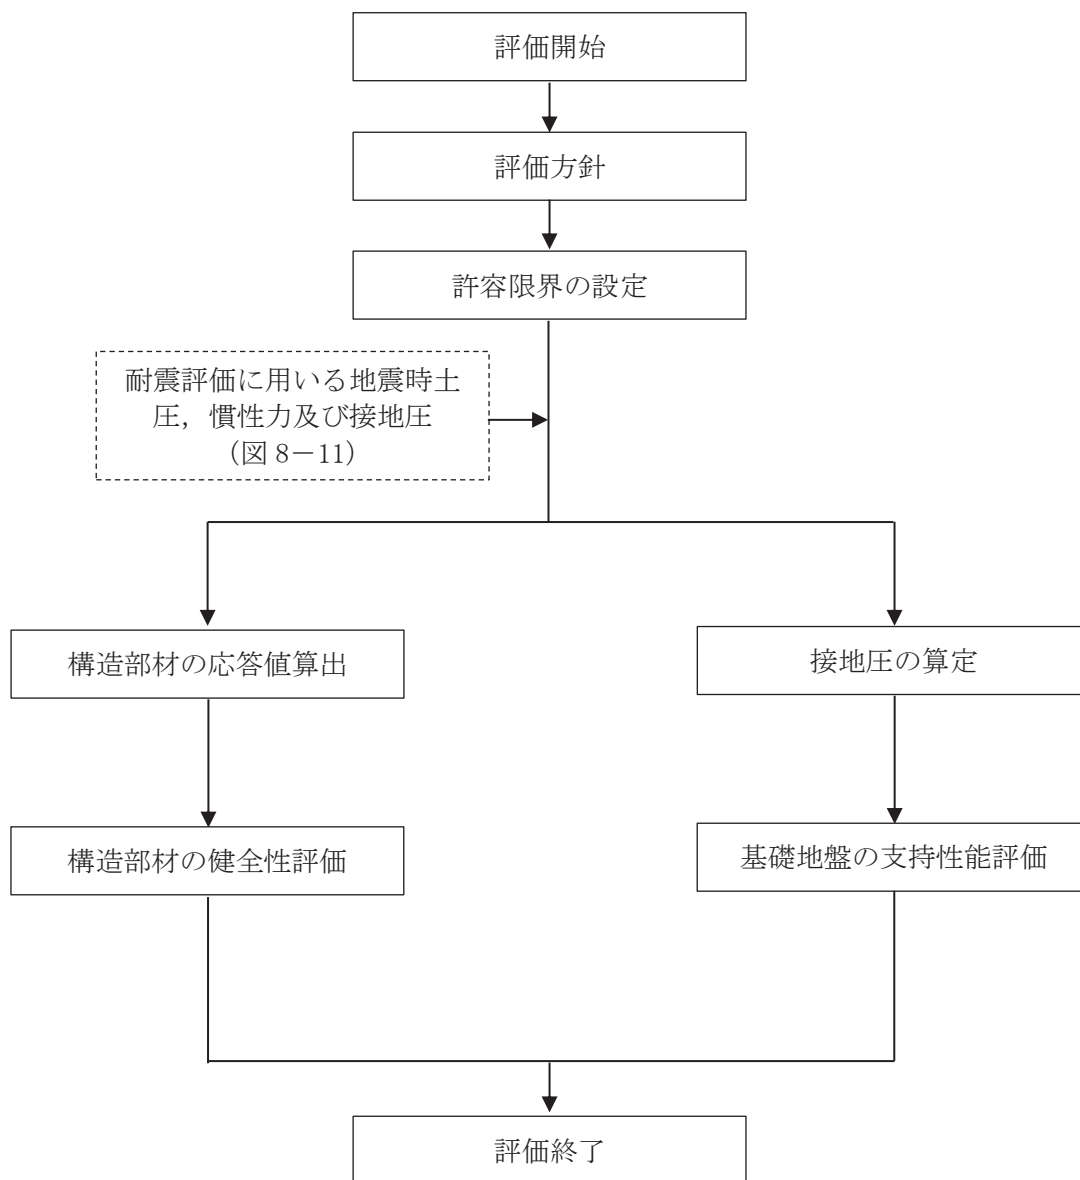 評価開始
評価方針
許容限界の設定
耐震評価に用いる地震時土
圧，慣性力及び接地圧
（図 8－11）
構造部材の応答値算出
接地圧の算定
構造部材の健全性評価
基礎地盤の支持性能評価
評価終了